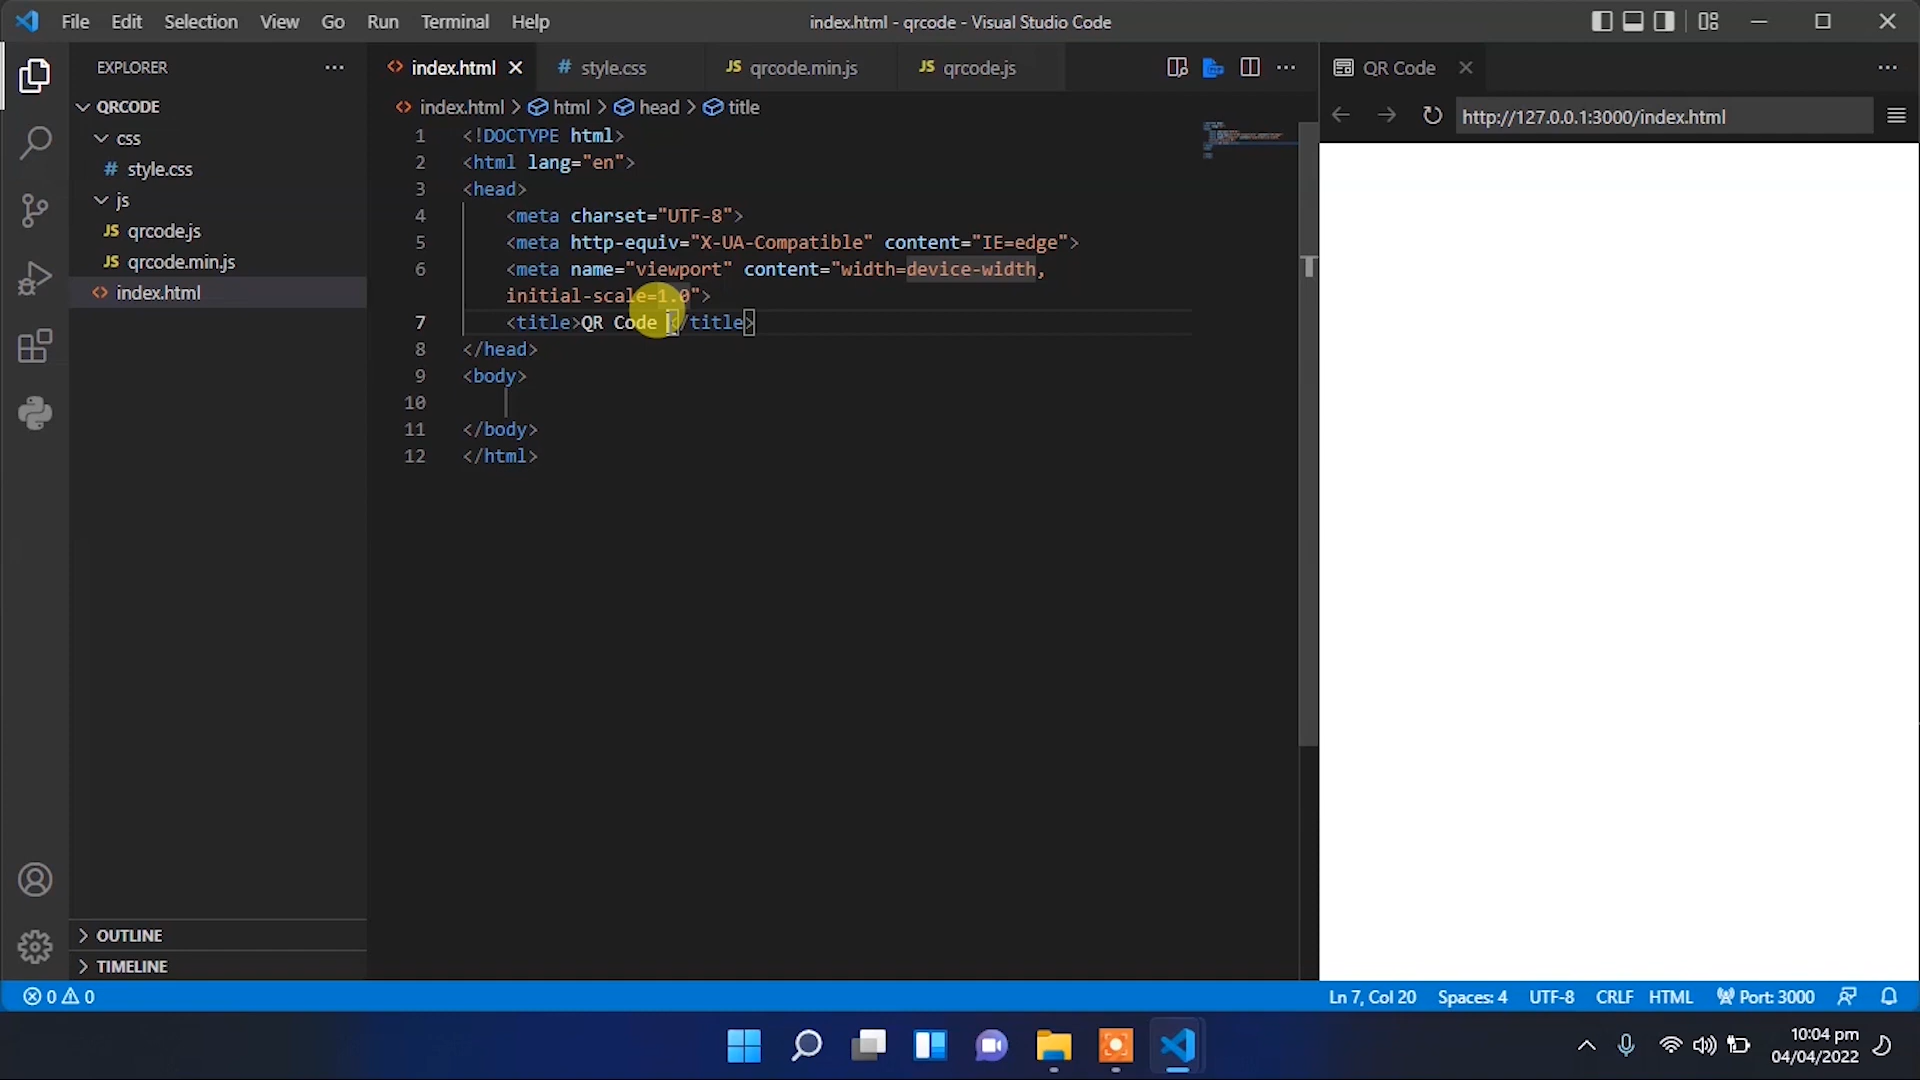 File Edit Selection View Go Run Terminal Help
index.html - qrcode - Visual Studio Code
EXPLORER
QRCODE
css
# style.css
js
JS qrcode.js
JS qrcode.min.js
<> index.html
OUTLINE
TIMELINE
<> index.html
# style.css
JS qrcode.min.js
JS qrcode.js
<> index.html > html > head > title
1 <!DOCTYPE html>
2 <html lang="en">
3 <head>
4 <meta charset="UTF-8">
5 <meta http-equiv="X-UA-Compatible" content="IE=edge">
6 <meta name="viewport" content="width=device-width,
initial-scale=1.0">
7 <title>QR Code </title>
8 </head>
9 <body>
10
11 </body>
12 </html>
QR Code
http://127.0.0.1:3000/index.html
0 0
Ln 7, Col 20 Spaces: 4 UTF-8 CRLF HTML Port: 3000
10:04 pm
04/04/2022